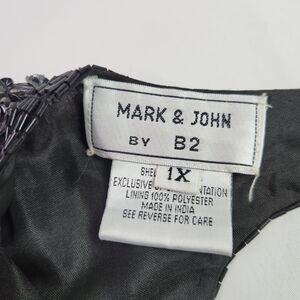 MARK & JOHN
BY B2
1X
EXCLUSIVE
LINING 100% POLYESTER
MADE IN INDIA
SEE REVERSE FOR CARE